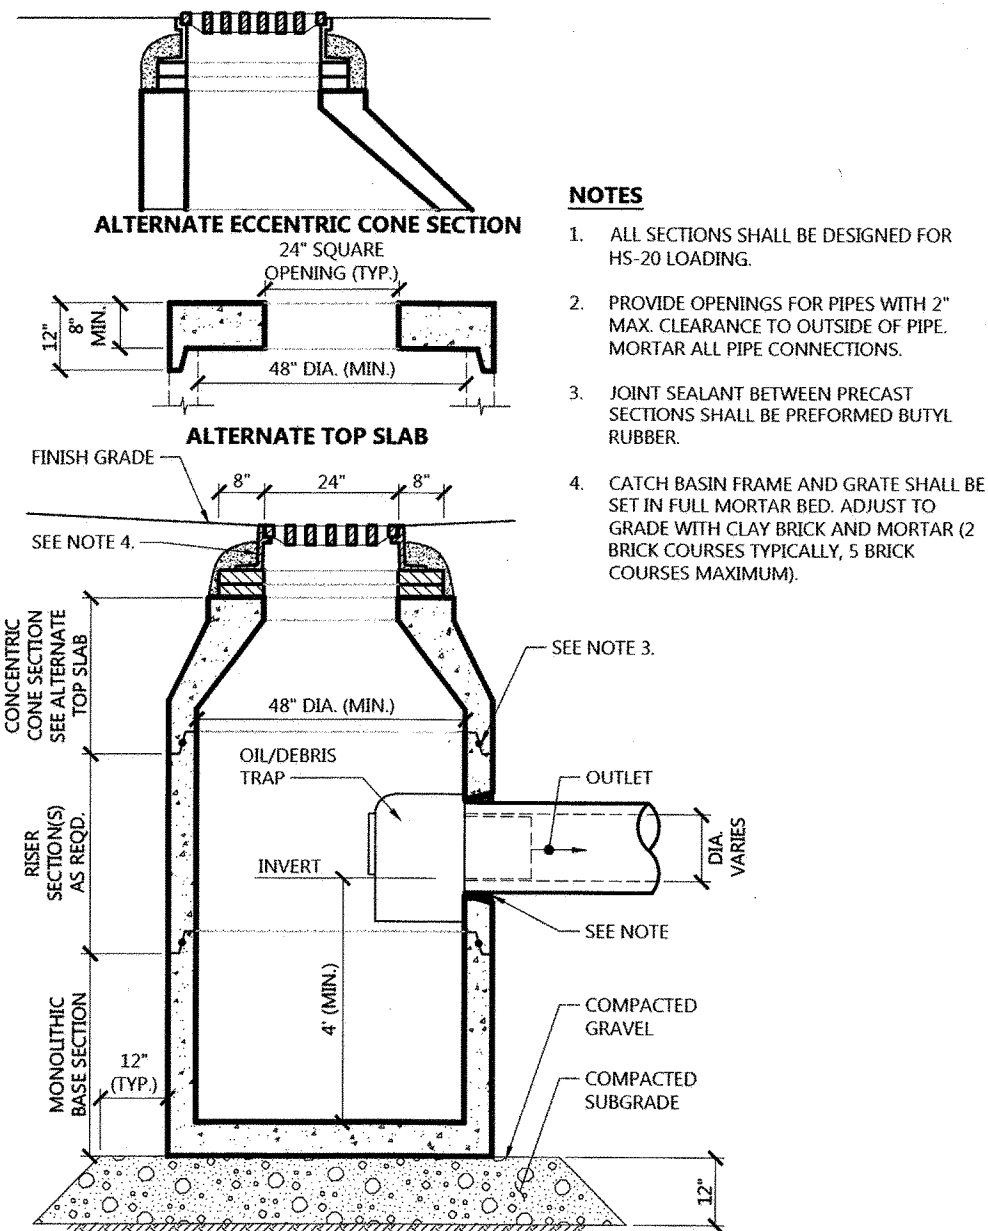 ALTERNATE ECCENTRIC CONE SECTION
24" SQUARE
OPENING (TYP.)
12"
8"
MIN.
48" DIA. (MIN.)
ALTERNATE TOP SLAB
FINISH GRADE
8"
24"
8"
SEE NOTE 4.
CONCENTRIC
CONE SECTION
SEE ALTERNATE
TOP SLAB
SEE NOTE 3.
48" DIA. (MIN.)
OIL/DEBRIS
TRAP
OUTLET
RISER
SECTION(S)
AS REQD.
INVERT
DIA.
VARIES
SEE NOTE
4' (MIN.)
MONOLITHIC
BASE SECTION
12"
(TYP.)
COMPACTED
GRAVEL
COMPACTED
SUBGRADE
12"
NOTES
1. ALL SECTIONS SHALL BE DESIGNED FOR
HS-20 LOADING.
2. PROVIDE OPENINGS FOR PIPES WITH 2"
MAX. CLEARANCE TO OUTSIDE OF PIPE.
MORTAR ALL PIPE CONNECTIONS.
3. JOINT SEALANT BETWEEN PRECAST
SECTIONS SHALL BE PREFORMED BUTYL
RUBBER.
4. CATCH BASIN FRAME AND GRATE SHALL BE
SET IN FULL MORTAR BED. ADJUST TO
GRADE WITH CLAY BRICK AND MORTAR (2
BRICK COURSES TYPICALLY, 5 BRICK
COURSES MAXIMUM).